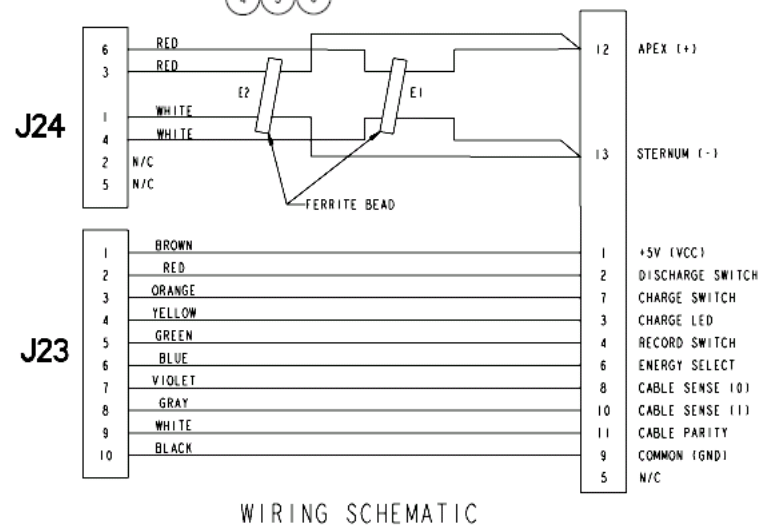 6 RED 12 APEX (+)
3 RED
E2 E1
1 WHITE
J24
4 WHITE 13 STERNUM (-)
2 N/C
5 N/C
FERRITE BEAD
1 BROWN 1 +5V (VCC)
2 RED 2 DISCHARGE SWITCH
3 ORANGE 7 CHARGE SWITCH
4 YELLOW 3 CHARGE LED
J23
5 GREEN 4 RECORD SWITCH
6 BLUE 6 ENERGY SELECT
7 VIOLET 8 CABLE SENSE (0)
8 GRAY 10 CABLE SENSE (1)
9 WHITE 11 CABLE PARITY
10 BLACK 9 COMMON (GND)
5 N/C
WIRING SCHEMATIC